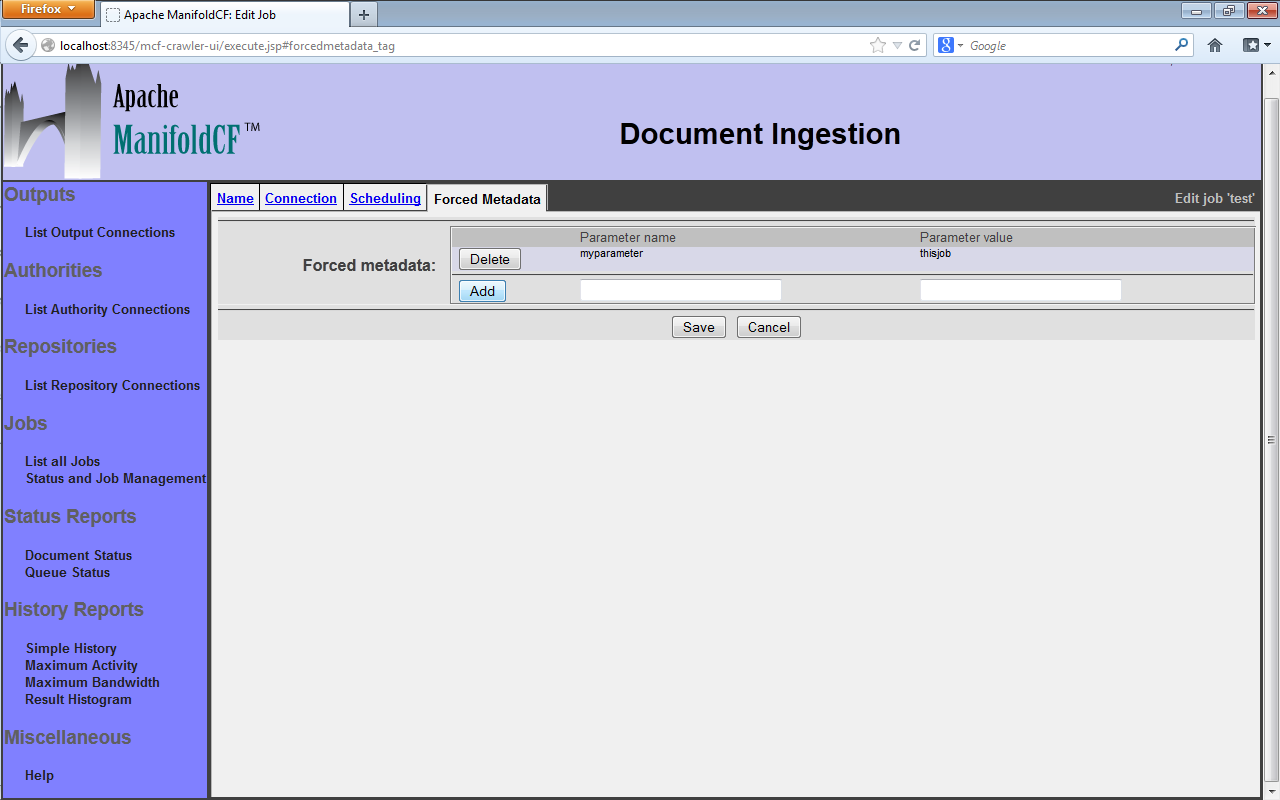 Firefox
Apache ManifoldCF: Edit Job
localhost:8345/mcf-crawler-ui/execute.jsp#forcedmetadata_tag
Google
Apache
ManifoldCF™
Document Ingestion
Outputs
List Output Connections
Authorities
List Authority Connections
Repositories
List Repository Connections
Jobs
List all Jobs
Status and Job Management
Status Reports
Document Status
Queue Status
History Reports
Simple History
Maximum Activity
Maximum Bandwidth
Result Histogram
Miscellaneous
Help
Name Connection Scheduling Forced Metadata Edit job 'test'
Parameter name Parameter value
Forced metadata:
Delete myparameter thisjob
Add
Save Cancel